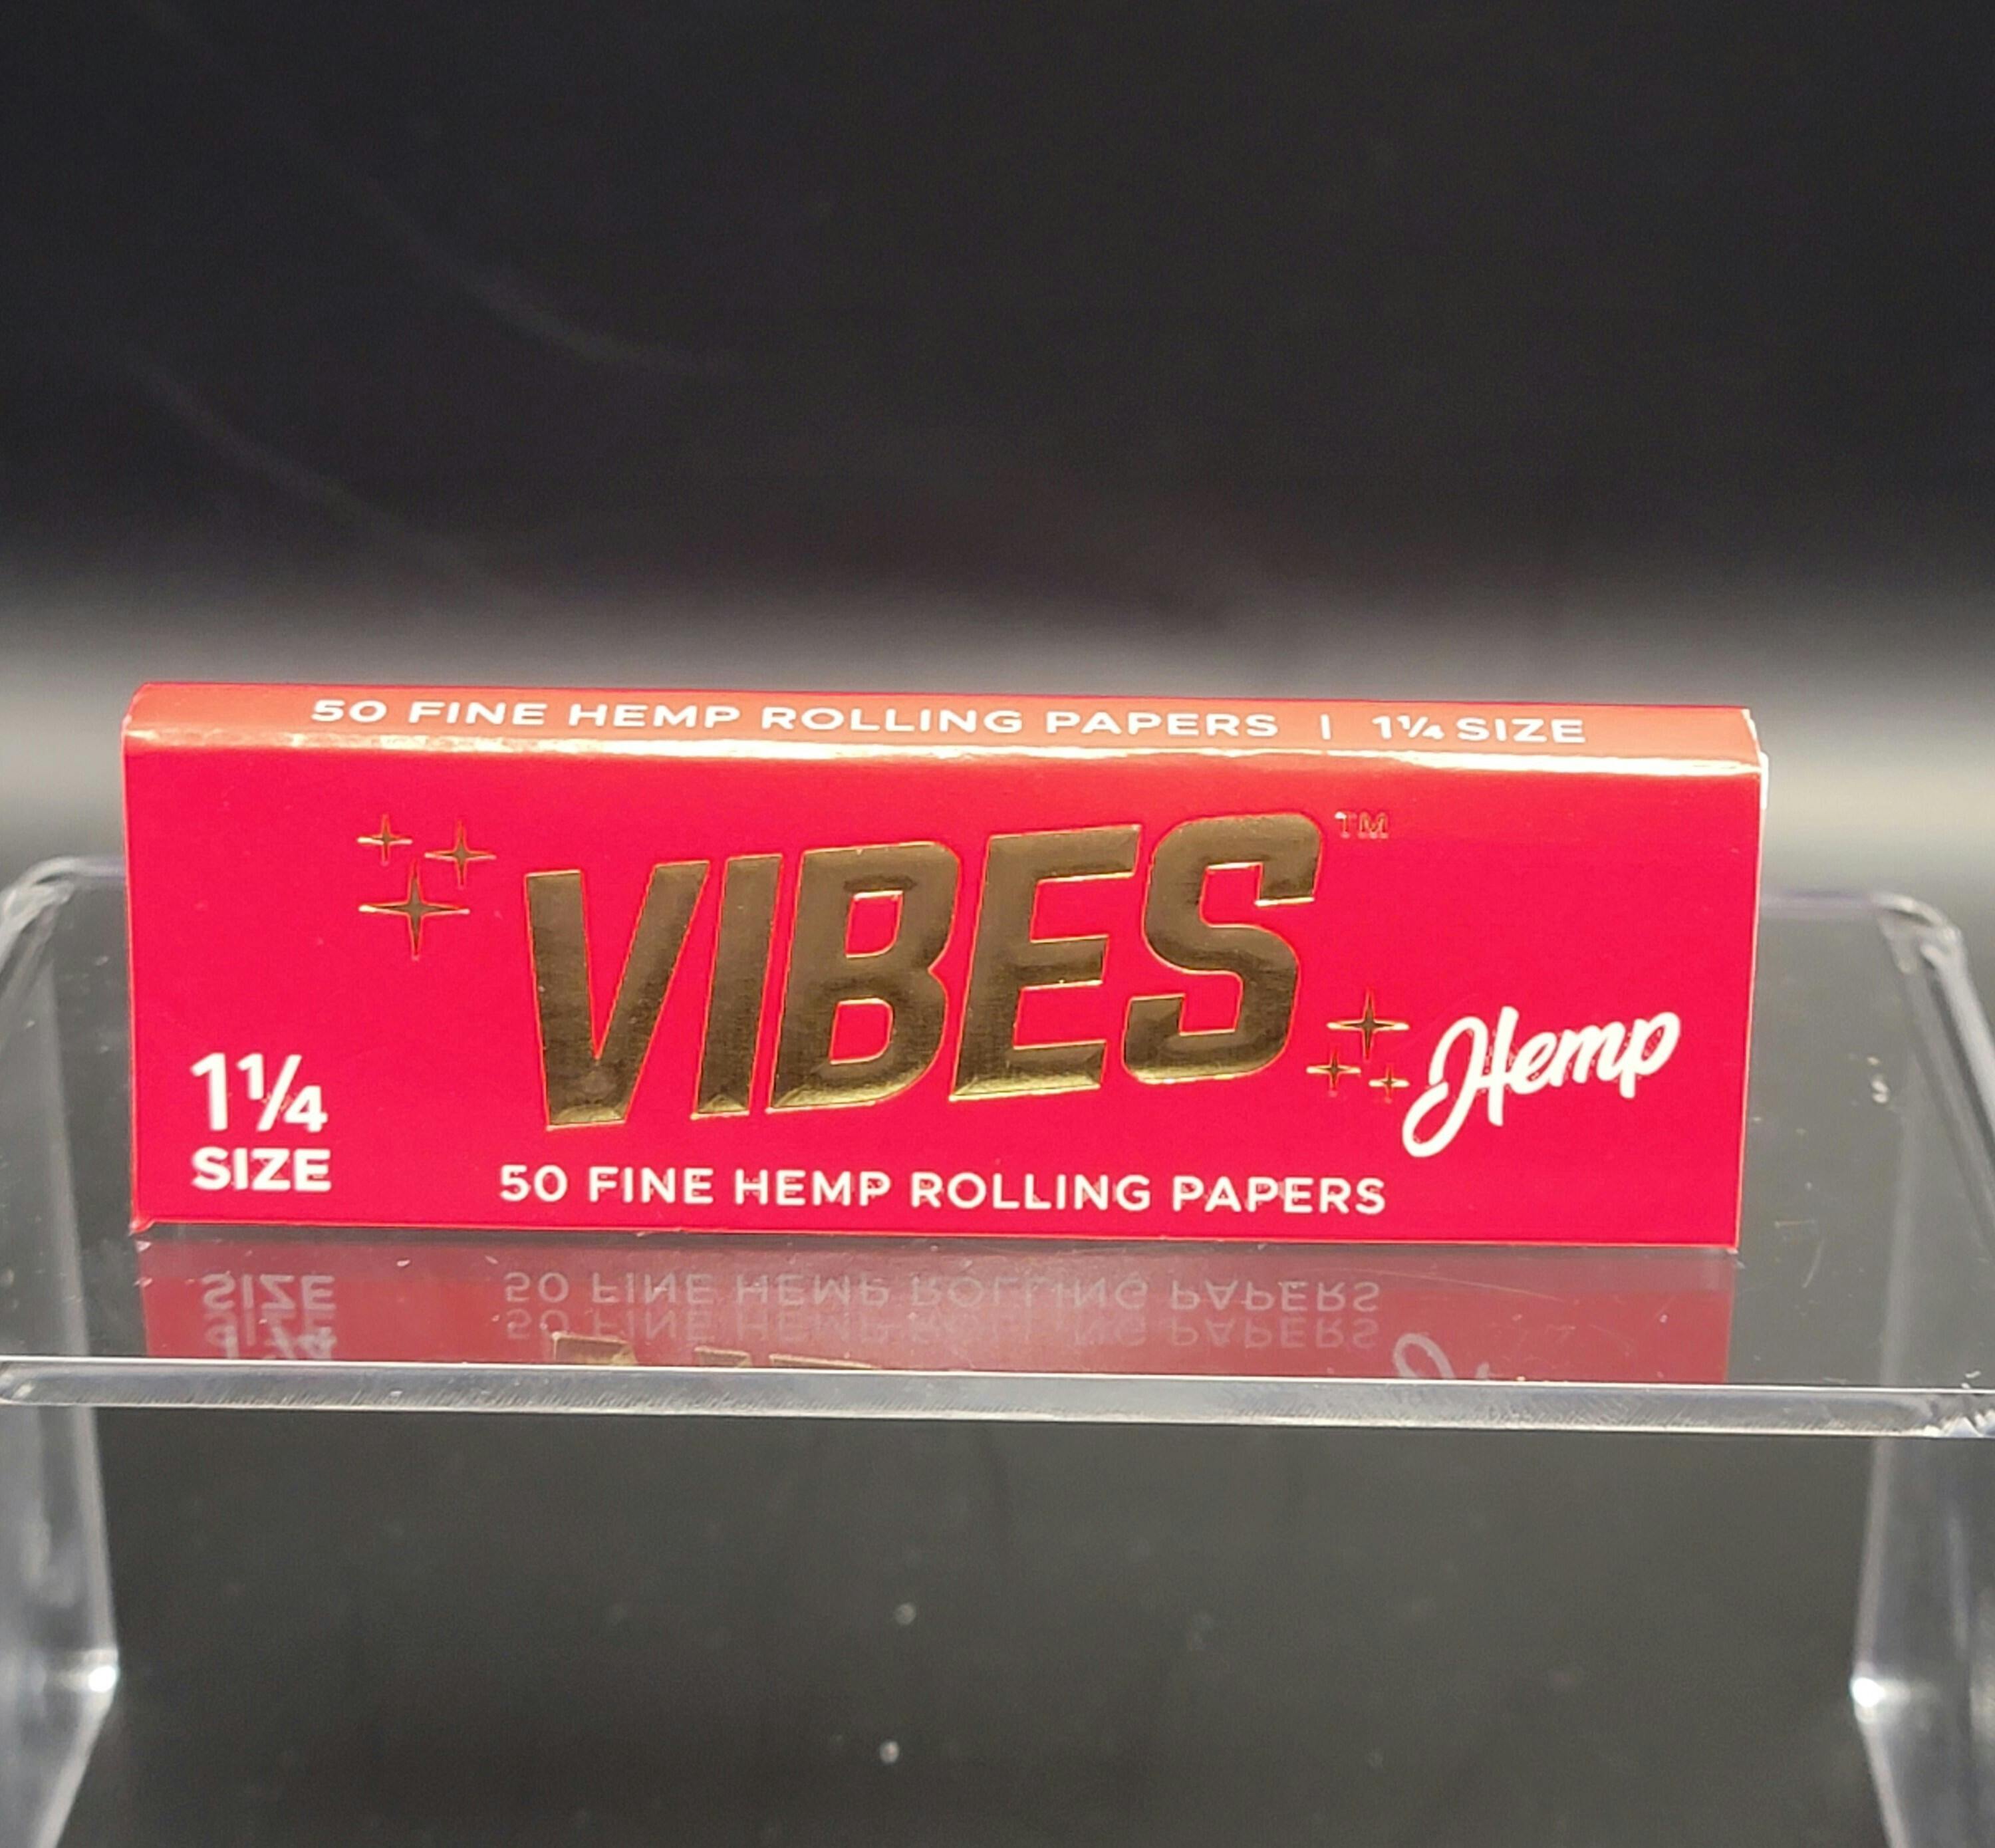 50 FINE HEMP ROLLING PAPERS | 1¼ SIZE
VIBES™
Hemp
1¼
SIZE
50 FINE HEMP ROLLING PAPERS